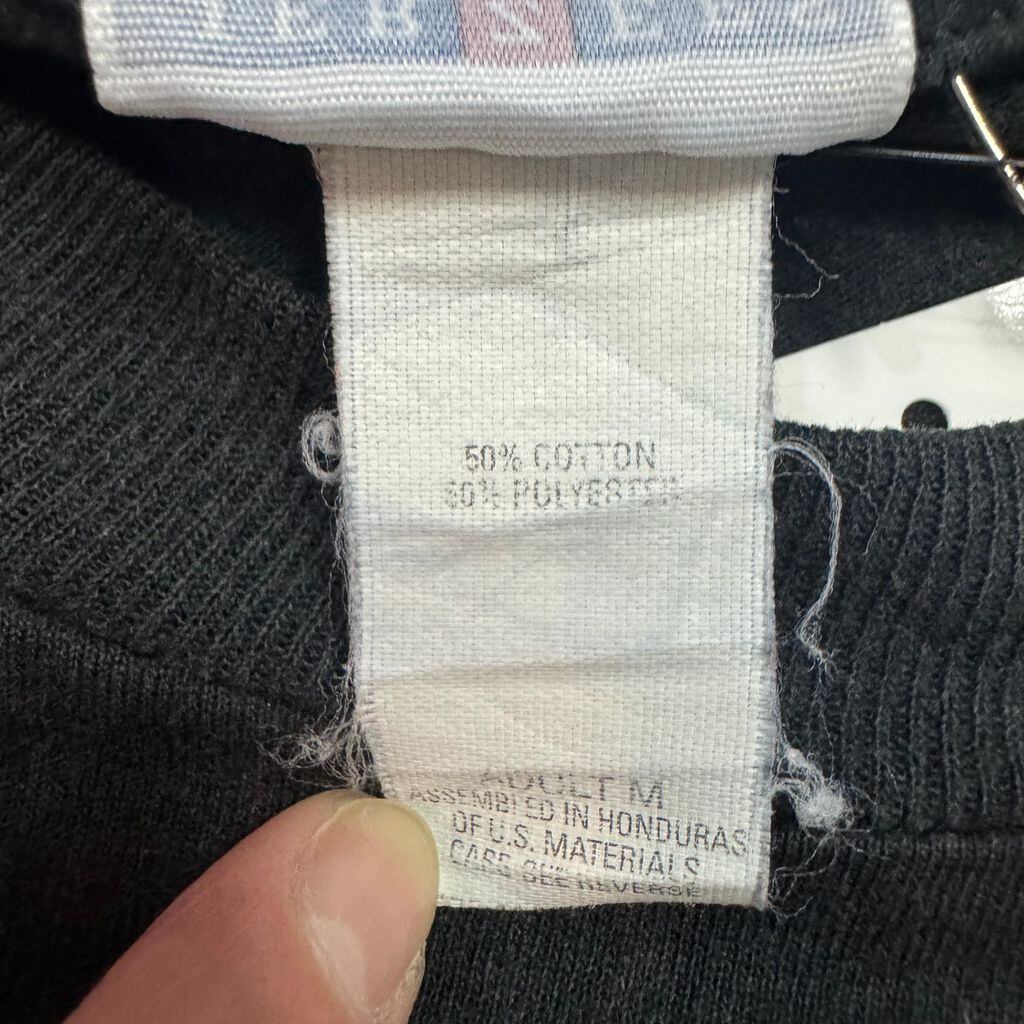 50% COTTON
50% POLYESTER
ADULT M
ASSEMBLED IN HONDURAS
OF U.S. MATERIALS
CARE SEE REVERSE